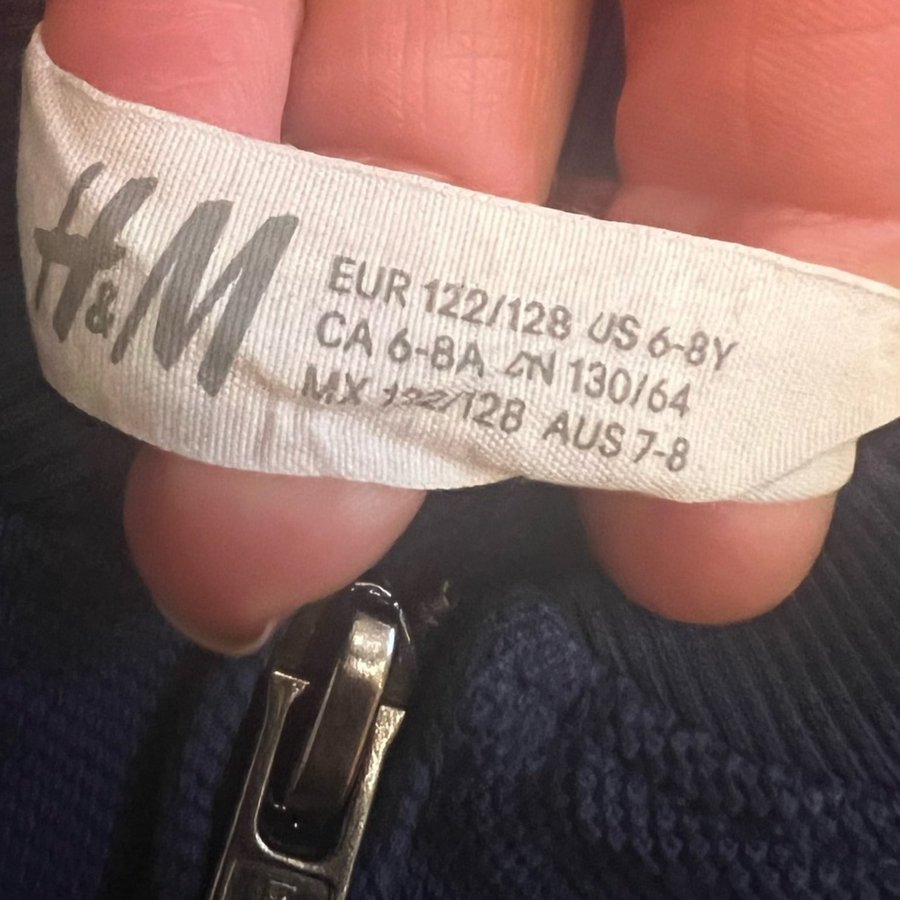 H&M
EUR 122/128 US 6-8Y
CA 6-8A CN 130/64
MX 122/128 AUS 7-8